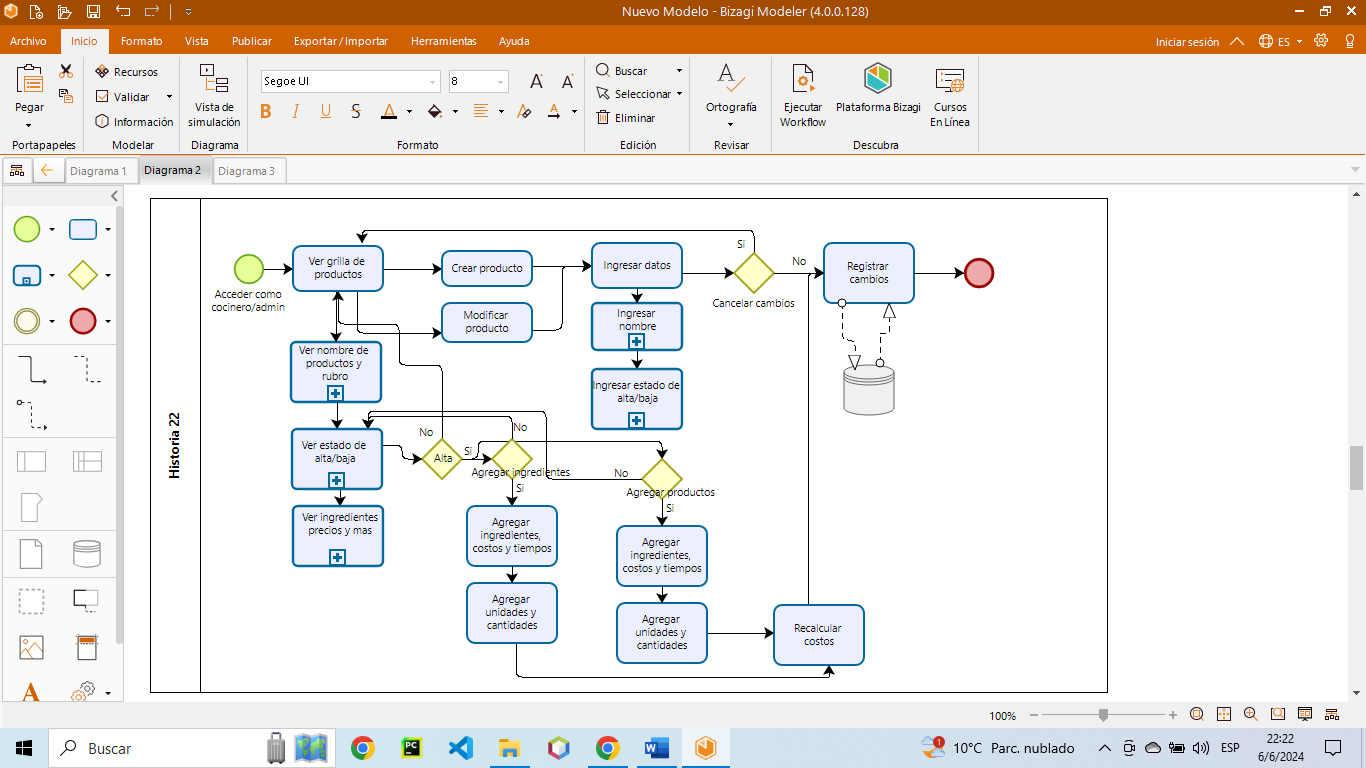 Nuevo Modelo - Bizagi Modeler (4.0.0.128)
Archivo
Inicio
Formato
Vista
Publicar
Exportar / Importar
Herramientas
Ayuda
Iniciar sesión
ES
Pegar
Portapapeles
Recursos
Validar
Información
Modelar
Vista de
simulación
Diagrama
Segoe UI
8
A
A
B
I
U
S
A
A
Formato
Buscar
Seleccionar
Eliminar
Edición
Ortografía
Revisar
Ejecutar
Workflow
Plataforma Bizagi
Cursos
En Línea
Descubra
Diagrama 1
Diagrama 2
Diagrama 3
Historia 22
Acceder como
cocinero/admin
Ver grilla de
productos
Crear producto
Modificar
producto
Ingresar datos
Ingresar
nombre
Ingresar estado de
alta/baja
Si
No
Cancelar cambios
Registrar
cambios
Ver nombre de
productos y
rubro
Ver estado de
alta/baja
Ver ingredientes
precios y mas
No
Alta
Si
No
Agregar ingredientes
Si
No
Agregar productos
Si
Agregar
ingredientes,
costos y tiempos
Agregar
unidades y
cantidades
Agregar
ingredientes,
costos y tiempos
Agregar
unidades y
cantidades
Recalcular
costos
A
100%
Buscar
PC
W
1
10°C Parc. nublado
ESP
22:22
6/6/2024